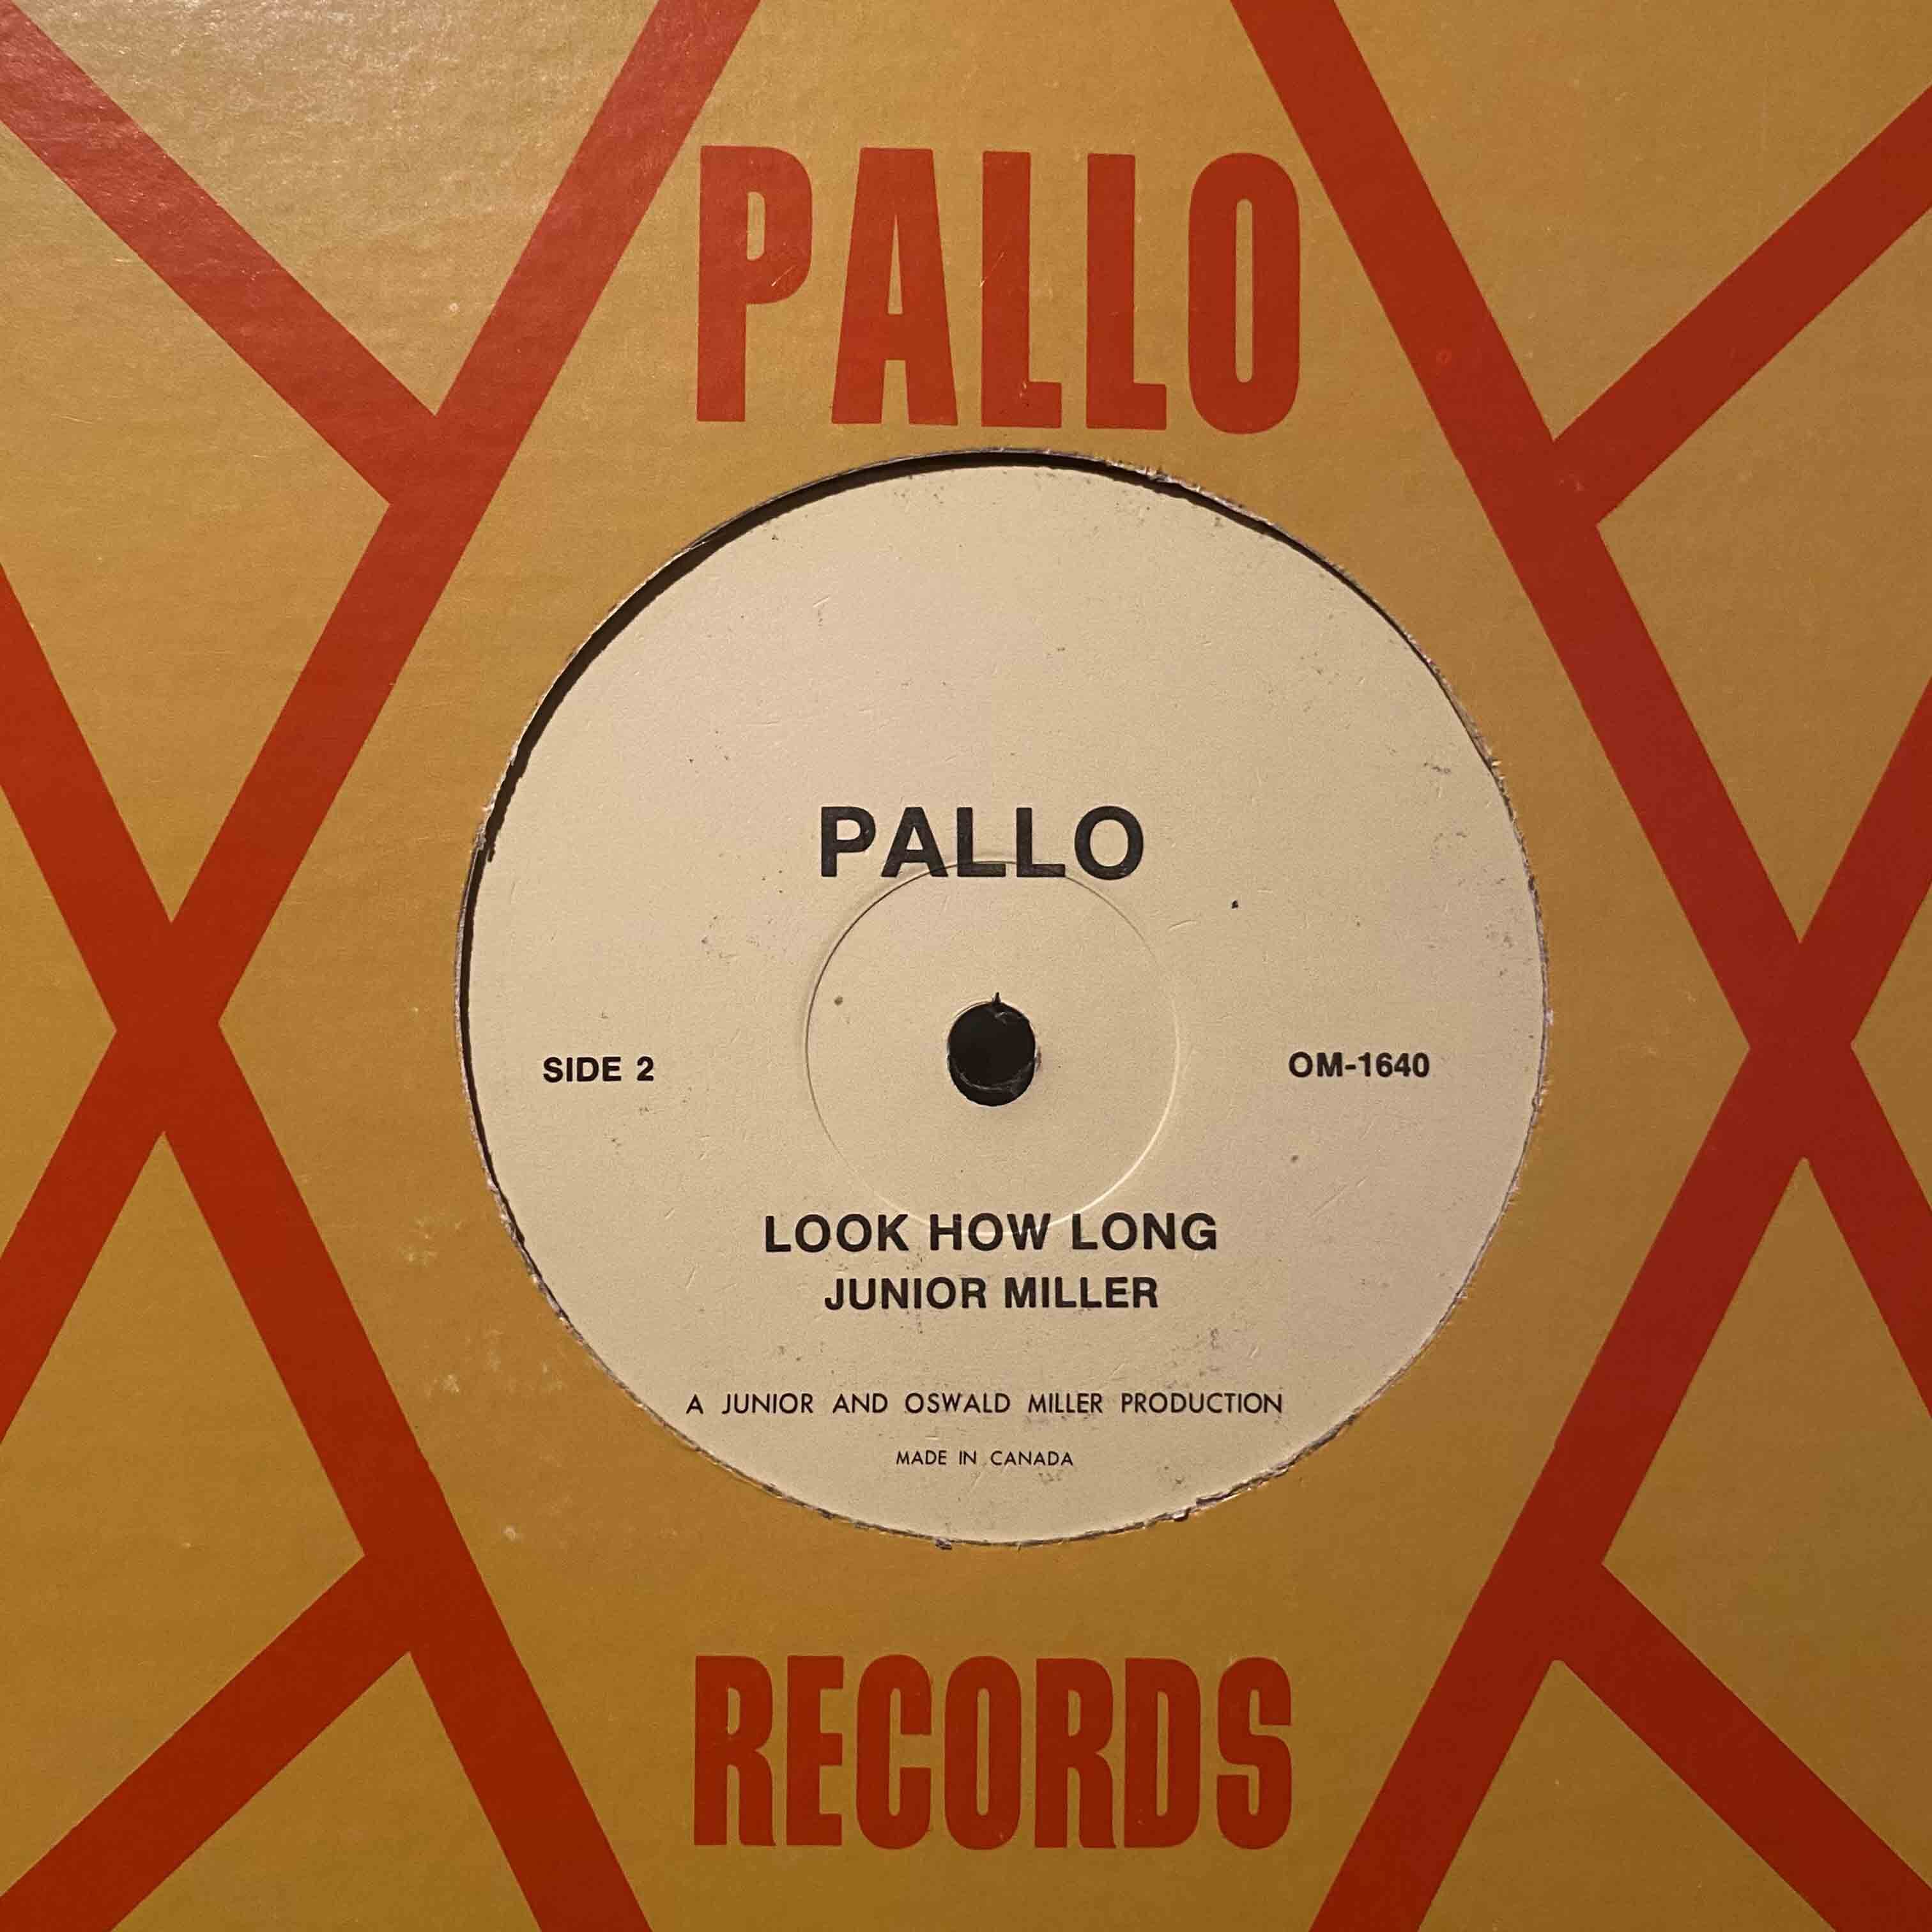 PALLO
PALLO
SIDE 2
OM-1640
LOOK HOW LONG
JUNIOR MILLER
A JUNIOR AND OSWALD MILLER PRODUCTION
MADE IN CANADA
RECORDS